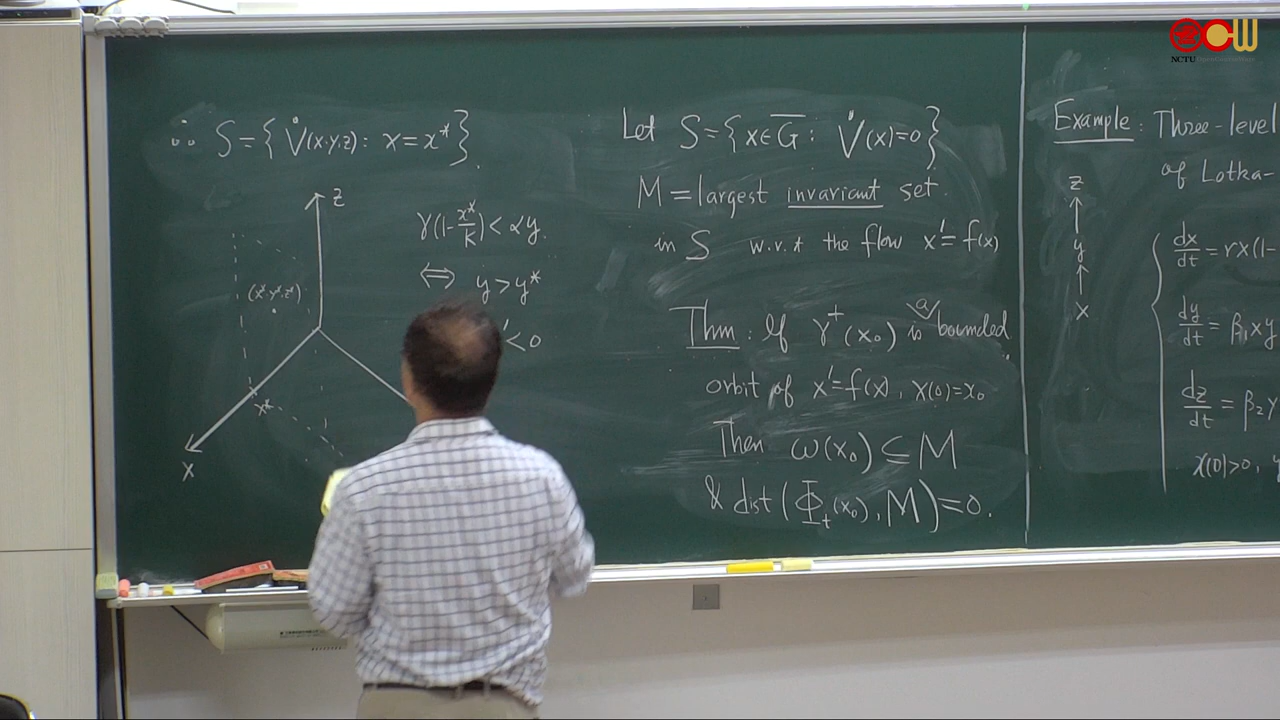 ∴ S={ V̇(x,y,z): x=x* }.
z
γ(1-x*/K)<αy.
⟺ y>y*
(x*,y*,z*)
<0
x*
x
Let S={ x∈G̅ : V̇(x)=0 }
M = largest invariant set.
in S w.r.t the flow x'=f(x)
Thm: If γ⁺(x₀) is a bounded
orbit of x'=f(x), x(0)=x₀
Then ω(x₀)⊆M
& dist(Φₜ(x₀), M)=0.
Example: Three-level
of Lotka-
z
↑
y
↑
x
dx/dt = rx(1-
dy/dt = β₁xy
dz/dt = β₂y
x(0)>0,
OCW
NCTU OpenCourseWare